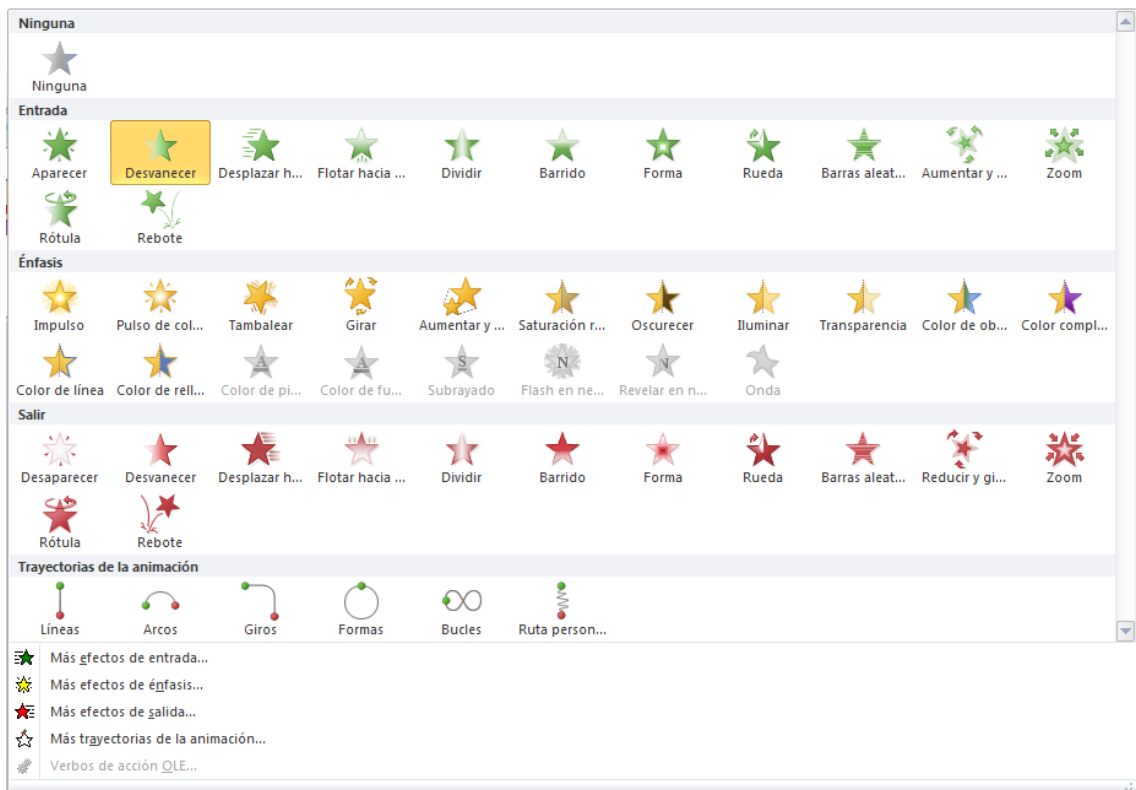 Ninguna
Ninguna
Entrada
Aparecer Desvanecer Desplazar h... Flotar hacia ... Dividir Barrido Forma Rueda Barras aleat... Aumentar y ... Zoom
Rótula Rebote
Énfasis
Impulso Pulso de col... Tambalear Girar Aumentar y ... Saturación r... Oscurecer Iluminar Transparencia Color de ob... Color compl...
Color de línea Color de rell... Color de pi... Color de fu... Subrayado Flash en ne... Revelar en n... Onda
Salir
Desaparecer Desvanecer Desplazar h... Flotar hacia ... Dividir Barrido Forma Rueda Barras aleat... Reducir y gi... Zoom
Rótula Rebote
Trayectorias de la animación
Líneas Arcos Giros Formas Bucles Ruta person...
Más efectos de entrada...
Más efectos de énfasis...
Más efectos de salida...
Más trayectorias de la animación...
Verbos de acción OLE...